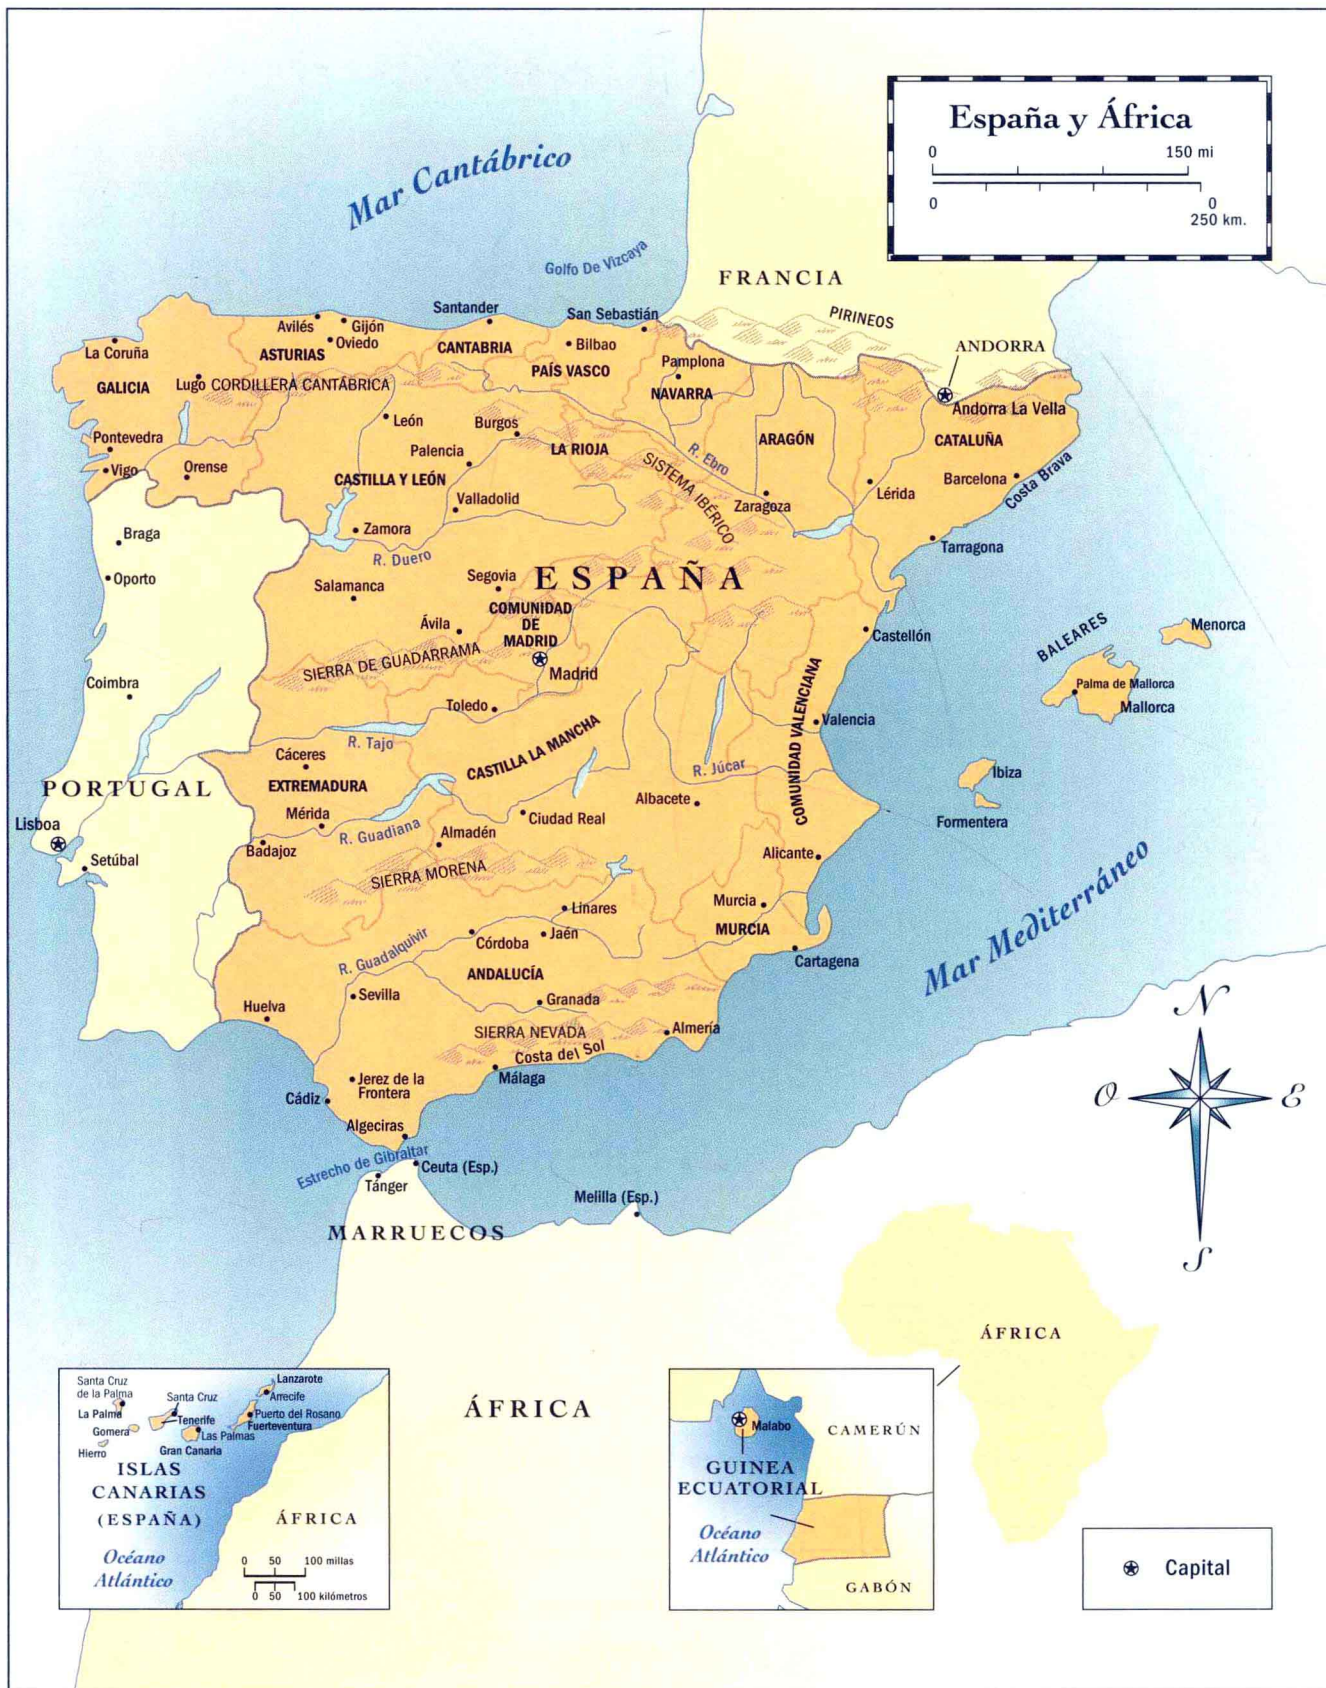 España y África
0 150 mi
0 0
250 km.
Mar Cantábrico
Golfo De Vizcaya
FRANCIA
PIRINEOS
ANDORRA
Andorra La Vella
Santander
San Sebastián
Avilés
Gijón
Oviedo
La Coruña
ASTURIAS
CANTABRIA
Bilbao
PAÍS VASCO
Pamplona
NAVARRA
GALICIA
Lugo
CORDILLERA CANTÁBRICA
León
Burgos
LA RIOJA
ARAGÓN
CATALUÑA
Pontevedra
Vigo
Orense
Palencia
CASTILLA Y LEÓN
R. Ebro
SISTEMA IBÉRICO
Zaragoza
Lérida
Barcelona
Costa Brava
Valladolid
Zamora
R. Duero
Tarragona
Braga
Oporto
Salamanca
Segovia
ESPAÑA
COMUNIDAD
DE
MADRID
Ávila
SIERRA DE GUADARRAMA
Madrid
Castellón
BALEARES
Menorca
Palma de Mallorca
Mallorca
Coimbra
Toledo
COMUNIDAD VALENCIANA
Valencia
R. Tajo
CASTILLA LA MANCHA
R. Júcar
Cáceres
EXTREMADURA
PORTUGAL
Ibiza
Formentera
Mérida
R. Guadiana
Albacete
Ciudad Real
Lisboa
Setúbal
Badajoz
Almadén
SIERRA MORENA
Alicante
Mar Mediterráneo
Linares
Murcia
MURCIA
R. Guadalquivir
Córdoba
Jaén
Cartagena
ANDALUCÍA
Sevilla
Granada
Huelva
SIERRA NEVADA
Almería
Costa del Sol
Málaga
Jerez de la
Frontera
Cádiz
Algeciras
Estrecho de Gibraltar
Ceuta (Esp.)
Tánger
Melilla (Esp.)
MARRUECOS
N
O E
S
ÁFRICA
ÁFRICA
Santa Cruz
de la Palma
La Palma
Gomera
Hierro
Santa Cruz
Tenerife
Las Palmas
Gran Canaria
Lanzarote
Arrecife
Puerto del Rosano
Fuerteventura
ISLAS
CANARIAS
(ESPAÑA)
ÁFRICA
Océano
Atlántico
0 50 100 millas
0 50 100 kilómetros
Malabo
CAMERÚN
GUINEA
ECUATORIAL
Océano
Atlántico
GABÓN
Capital